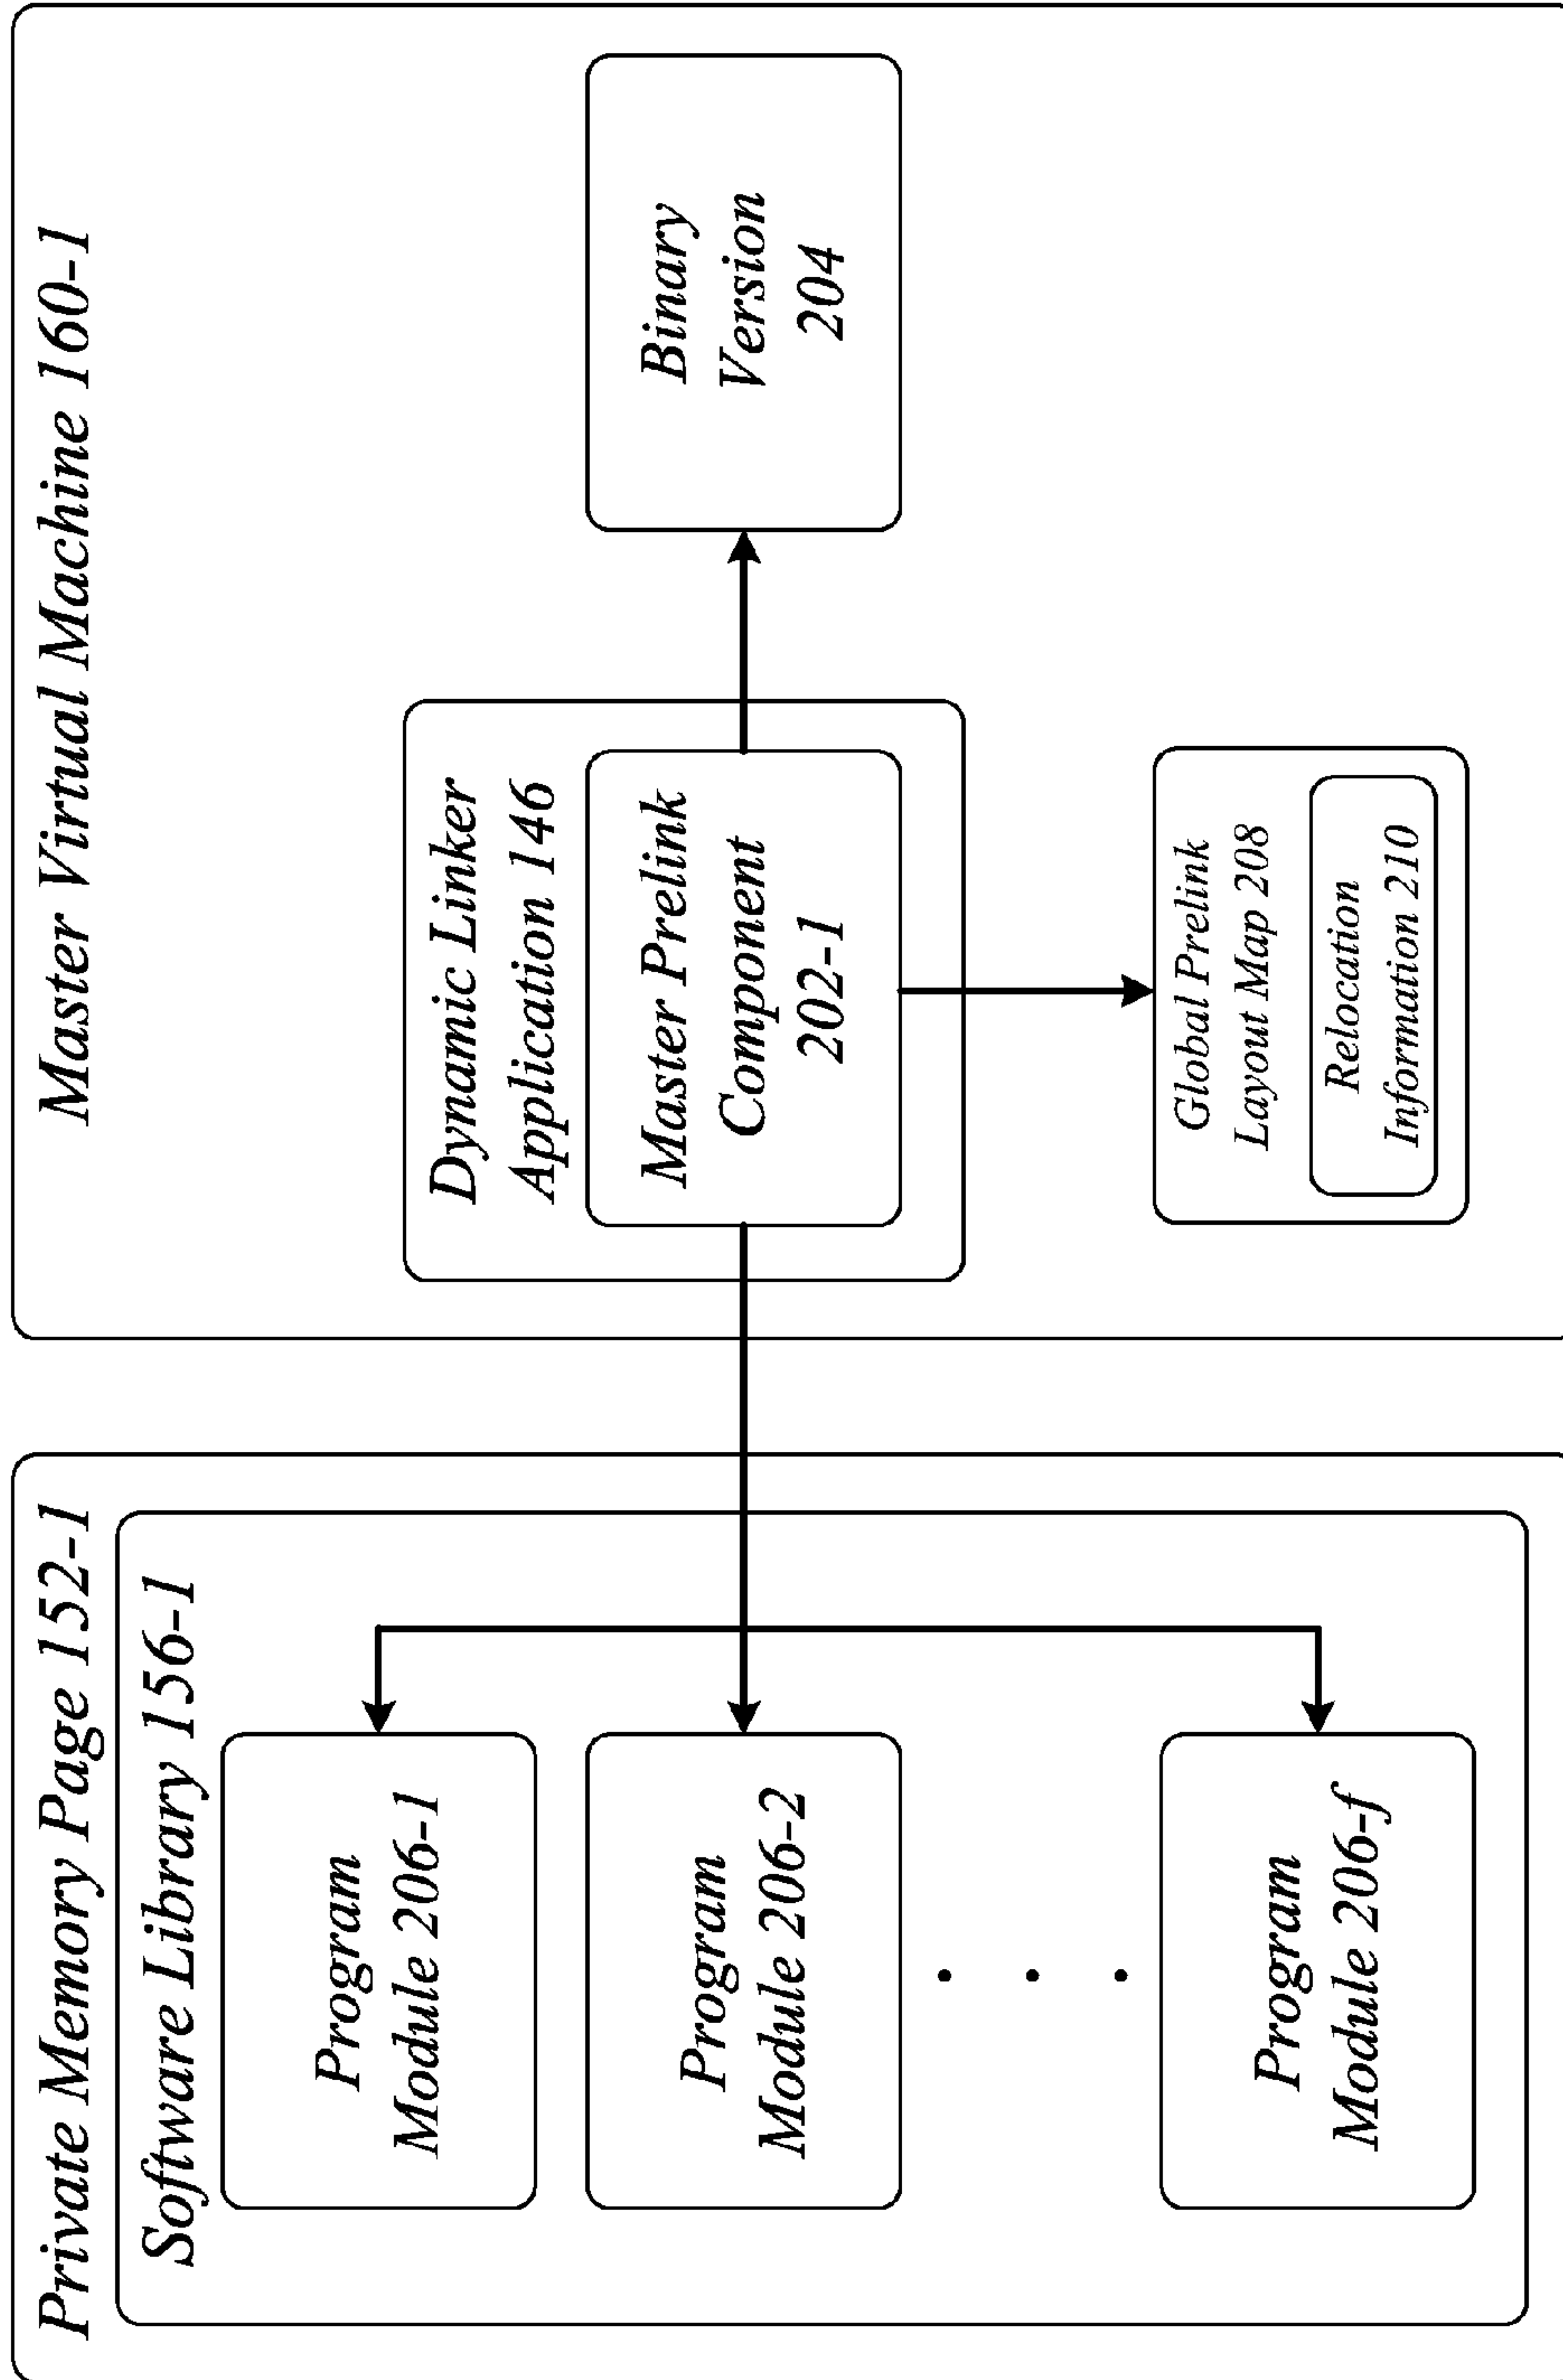 Private Memory Page 152-1
Software Library 156-1
Program
Module 206-1
Program
Module 206-2
. . .
Program
Module 206-f
Master Virtual Machine 160-1
Dynamic Linker
Application 146
Master Prelink
Component
202-1
Binary
Version
204
Global Prelink
Layout Map 208
Relocation
Information 210